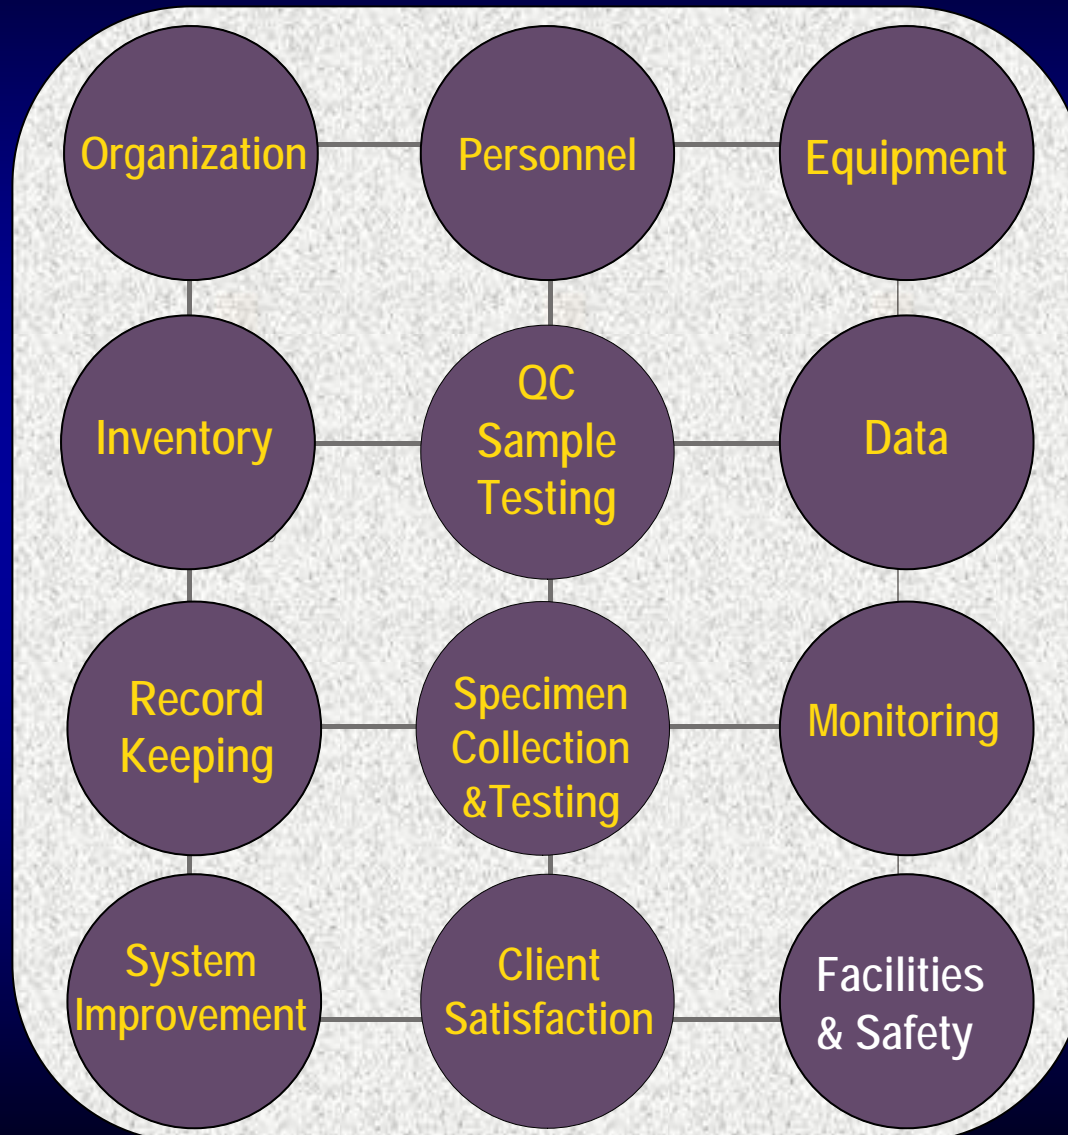 Organization
Personnel
Equipment
Inventory
QC
Sample
Testing
Data
Record
Keeping
Specimen
Collection
&Testing
Monitoring
System
Improvement
Client
Satisfaction
Facilities
& Safety